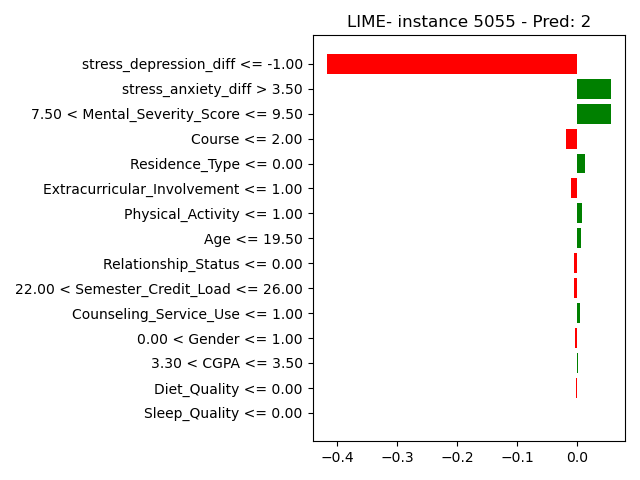 LIME- instance 5055 - Pred: 2
stress_depression_diff <= -1.00
stress_anxiety_diff > 3.50
7.50 < Mental_Severity_Score <= 9.50
Course <= 2.00
Residence_Type <= 0.00
Extracurricular_Involvement <= 1.00
Physical_Activity <= 1.00
Age <= 19.50
Relationship_Status <= 0.00
22.00 < Semester_Credit_Load <= 26.00
Counseling_Service_Use <= 1.00
0.00 < Gender <= 1.00
3.30 < CGPA <= 3.50
Diet_Quality <= 0.00
Sleep_Quality <= 0.00
−0.4 −0.3 −0.2 −0.1 0.0